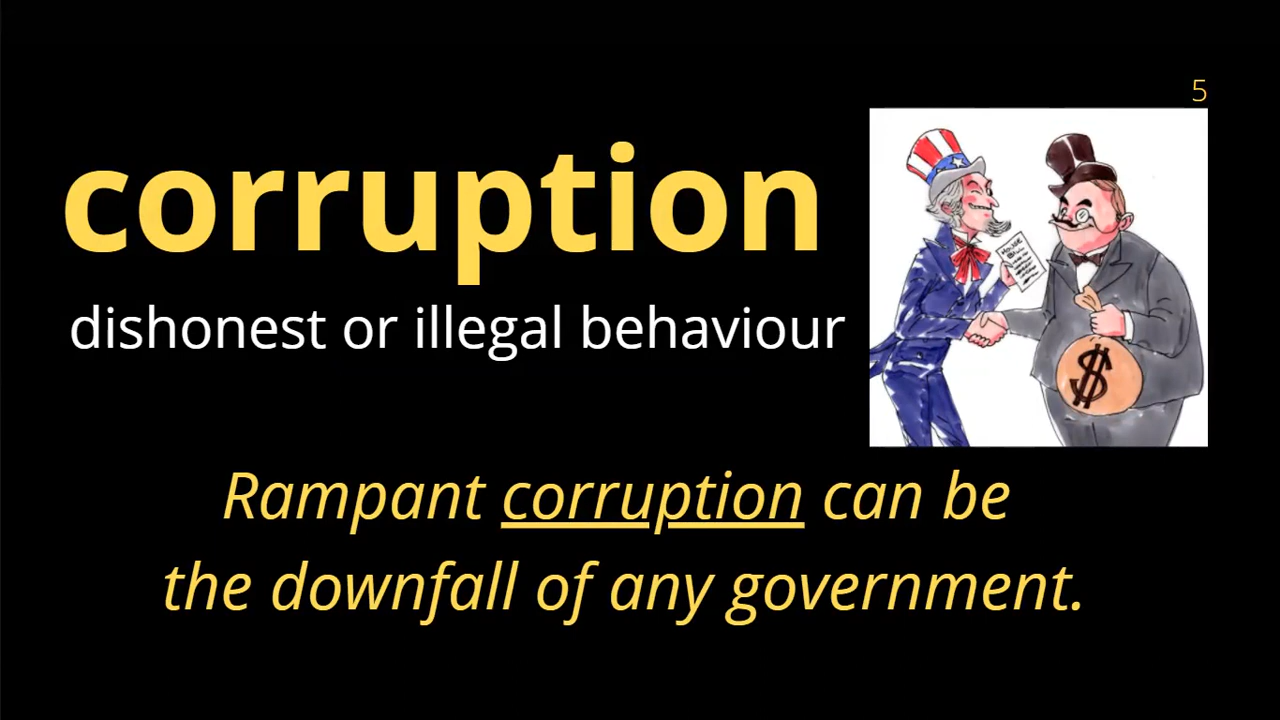 5
corruption
dishonest or illegal behaviour
$
Rampant corruption can be
the downfall of any government.